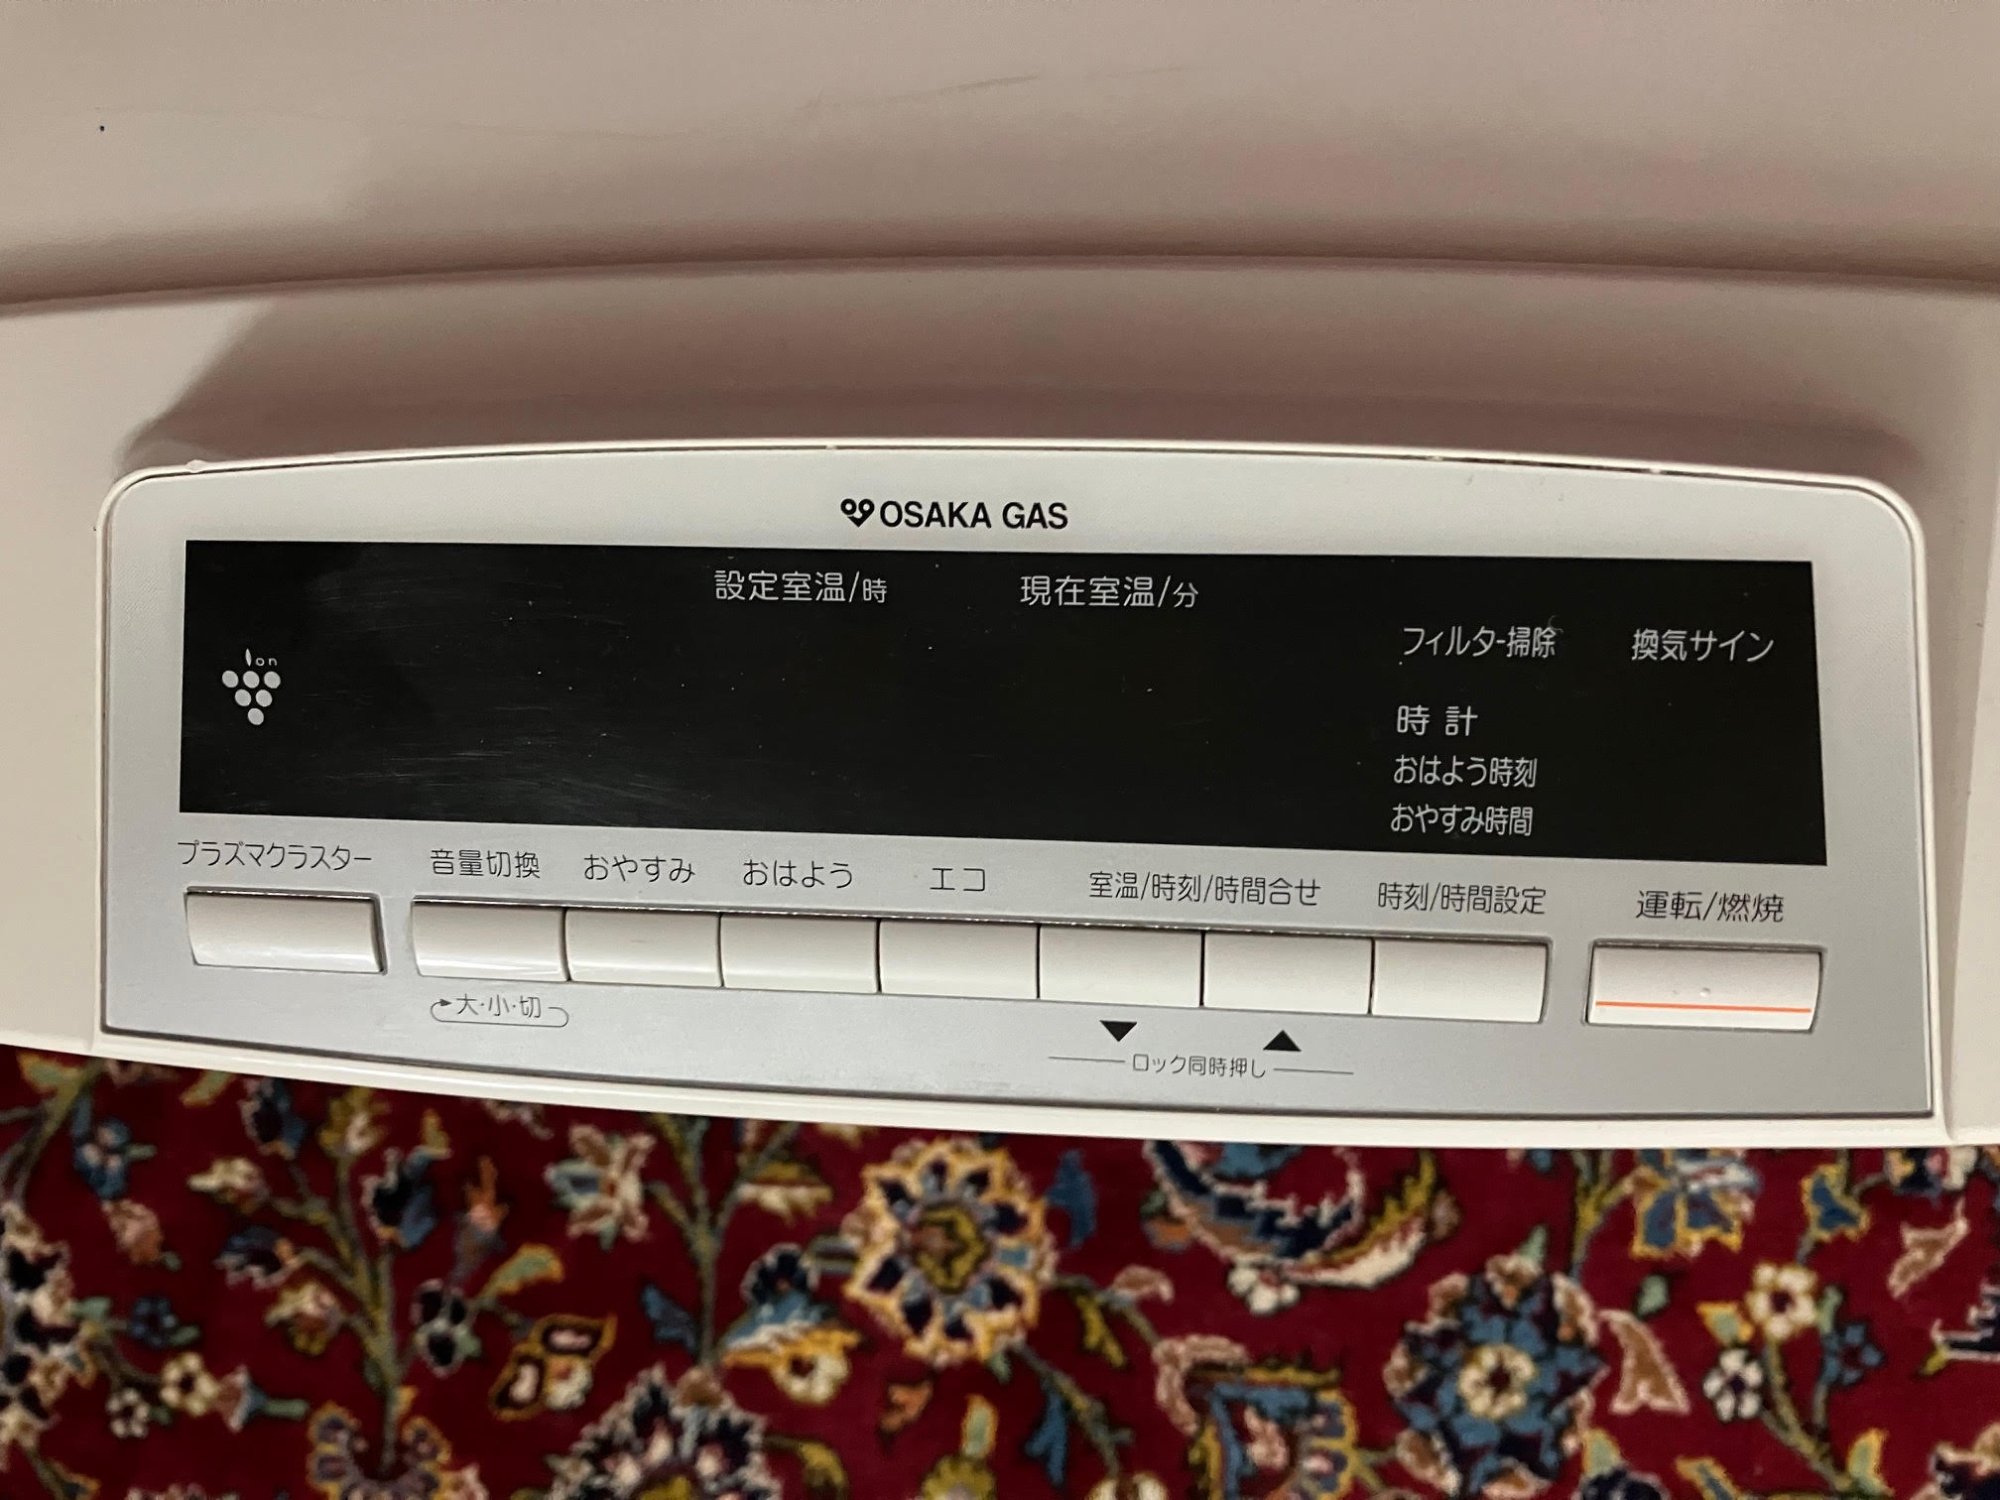 OSAKA GAS
設定室温/時 現在室温/分
フィルター掃除 換気サイン
Ion
時計
おはよう時刻
おやすみ時間
プラズマクラスター 音量切換 おやすみ おはよう エコ 室温/時刻/時間合せ 時刻/時間設定 運転/燃焼
大・小・切
▼ ▲
ロック同時押し